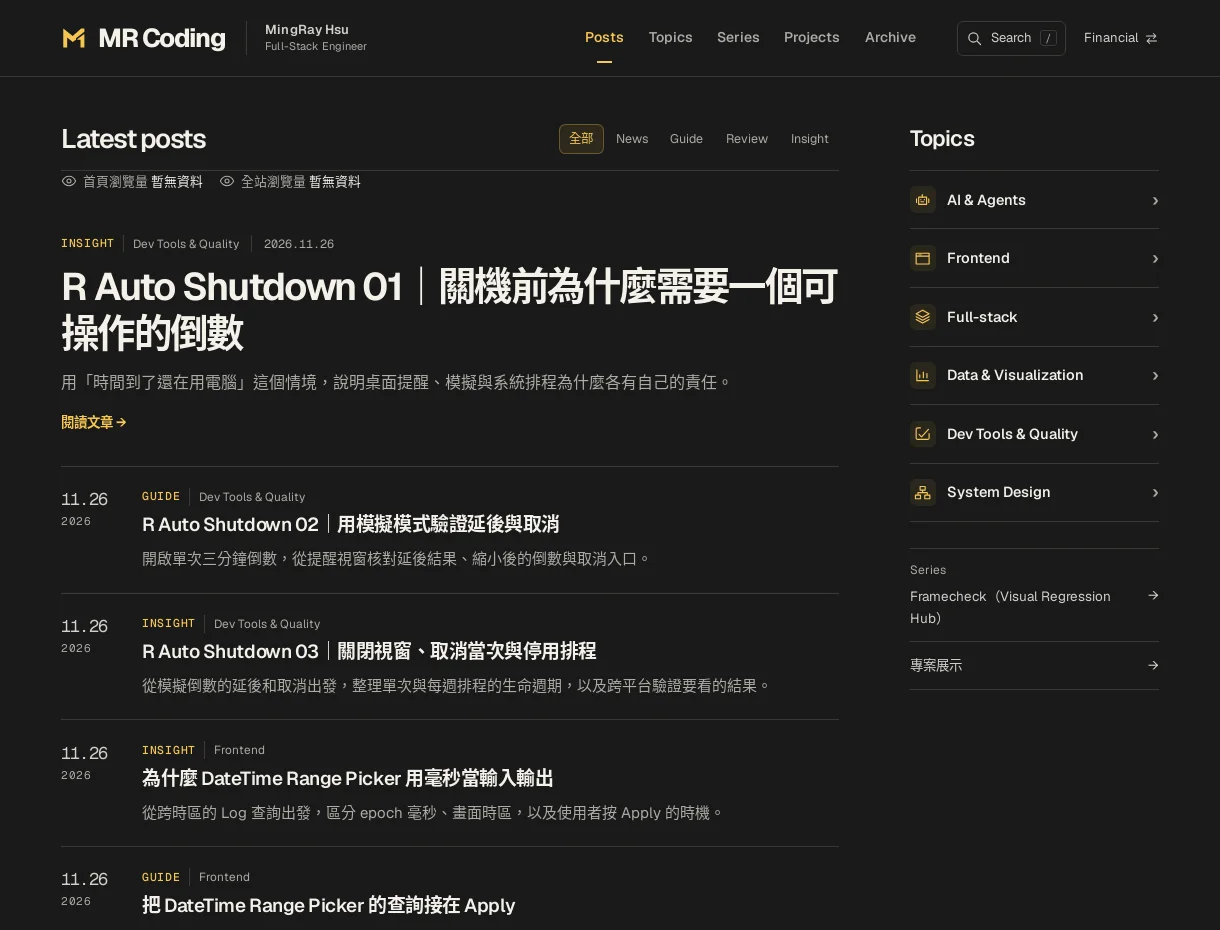 MR Coding
MingRay Hsu
Full-Stack Engineer
Posts
Topics
Series
Projects
Archive
Search /
Financial
Latest posts
全部
News
Guide
Review
Insight
首頁瀏覽量 暫無資料
全站瀏覽量 暫無資料
INSIGHT Dev Tools & Quality 2026.11.26
R Auto Shutdown 01｜關機前為什麼需要一個可
操作的倒數
用「時間到了還在用電腦」這個情境，說明桌面提醒、模擬與系統排程為什麼各有自己的責任。
閱讀文章 →
11.26
2026
GUIDE Dev Tools & Quality
R Auto Shutdown 02｜用模擬模式驗證延後與取消
開啟單次三分鐘倒數，從提醒視窗核對延後結果、縮小後的倒數與取消入口。
11.26
2026
INSIGHT Dev Tools & Quality
R Auto Shutdown 03｜關閉視窗、取消當次與停用排程
從模擬倒數的延後和取消出發，整理單次與每週排程的生命週期，以及跨平台驗證要看的結果。
11.26
2026
INSIGHT Frontend
為什麼 DateTime Range Picker 用毫秒當輸入輸出
從跨時區的 Log 查詢出發，區分 epoch 毫秒、畫面時區，以及使用者按 Apply 的時機。
11.26
2026
GUIDE Frontend
把 DateTime Range Picker 的查詢接在 Apply
Topics
AI & Agents
Frontend
Full-stack
Data & Visualization
Dev Tools & Quality
System Design
Series
Framecheck（Visual Regression
Hub）
→
專案展示 →